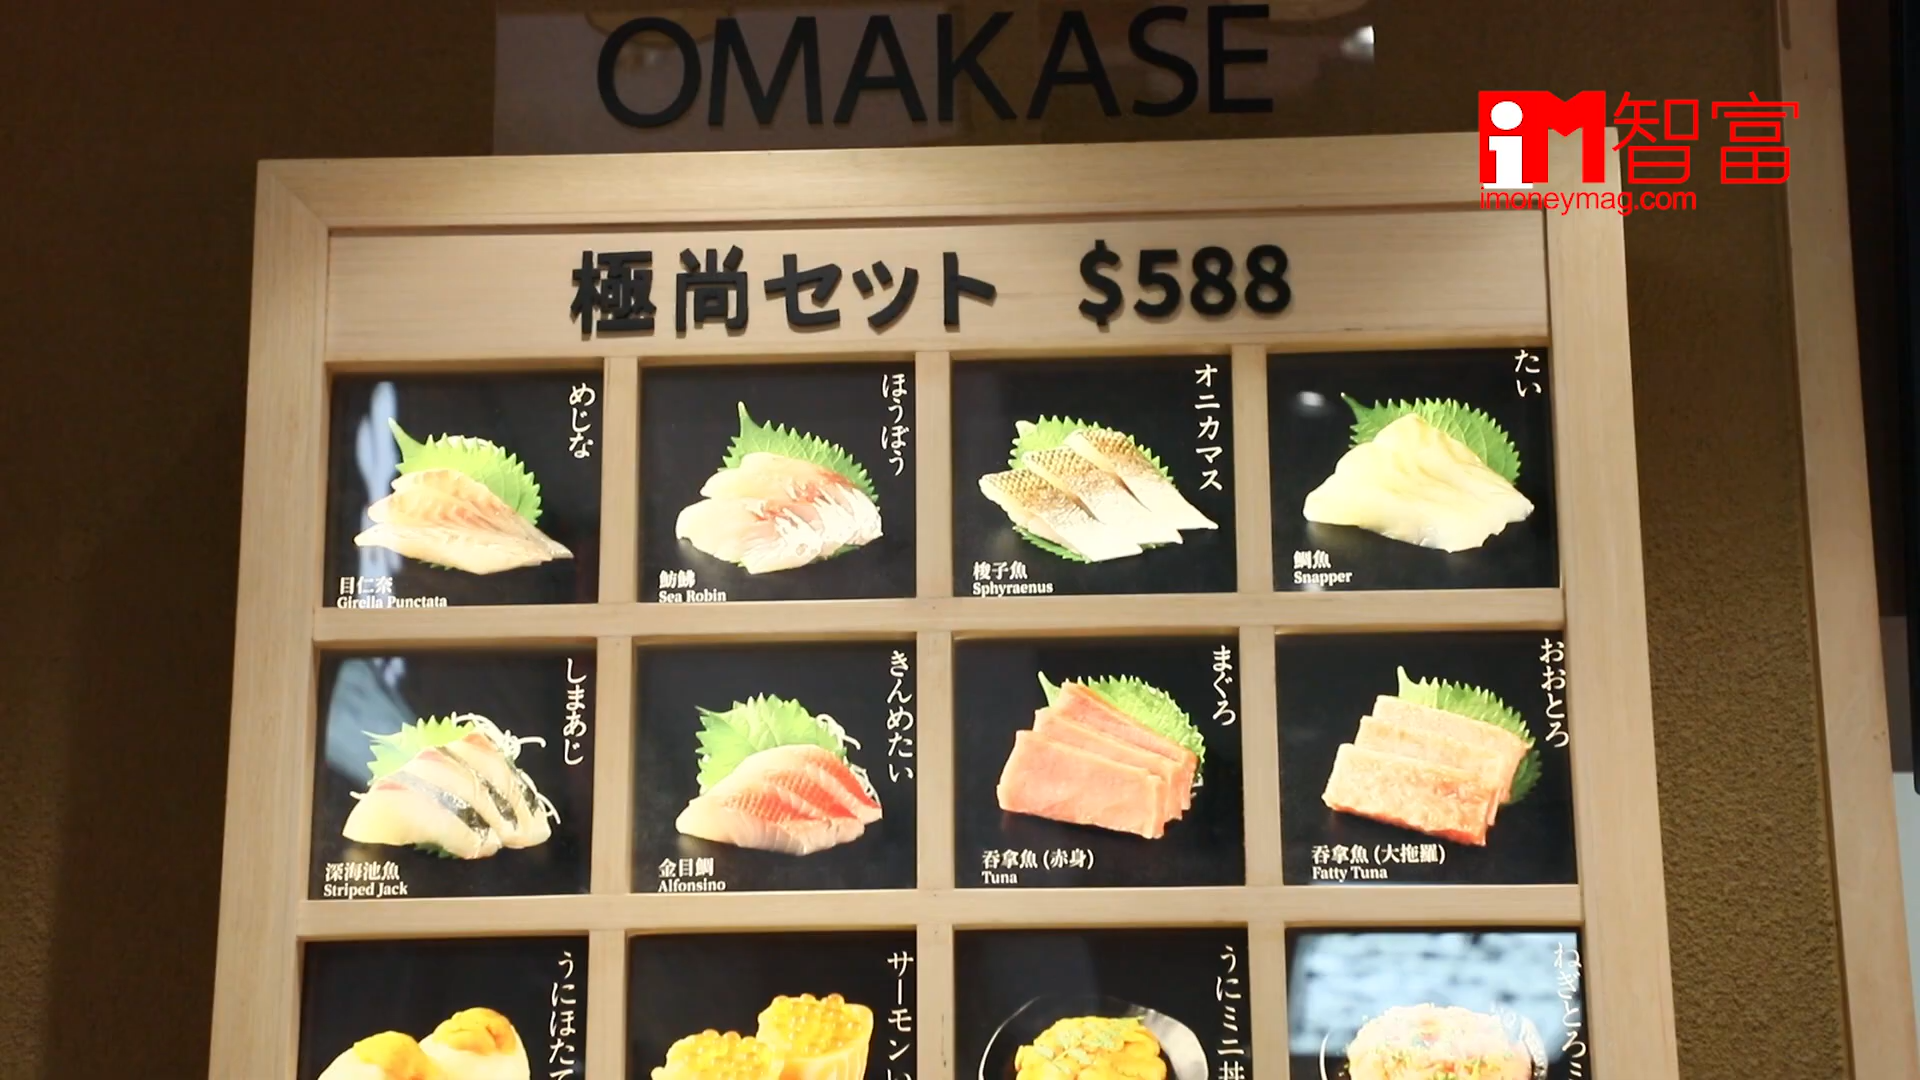 OMAKASE
iM智富
imoneymag.com
極尚セット $588
めじな
目仁奈
Girella Punctata
ほうぼう
魴鮄
Sea Robin
オニカマス
梭子魚
Sphyraenus
たい
鯛魚
Snapper
しまあじ
深海池魚
Striped Jack
きんめたい
金目鯛
Alfonsino
まぐろ
吞拿魚 (赤身)
Tuna
おおとろ
吞拿魚 (大拖羅)
Fatty Tuna
うにほたて
サーモンい
うにミニ丼
ねぎとろミ